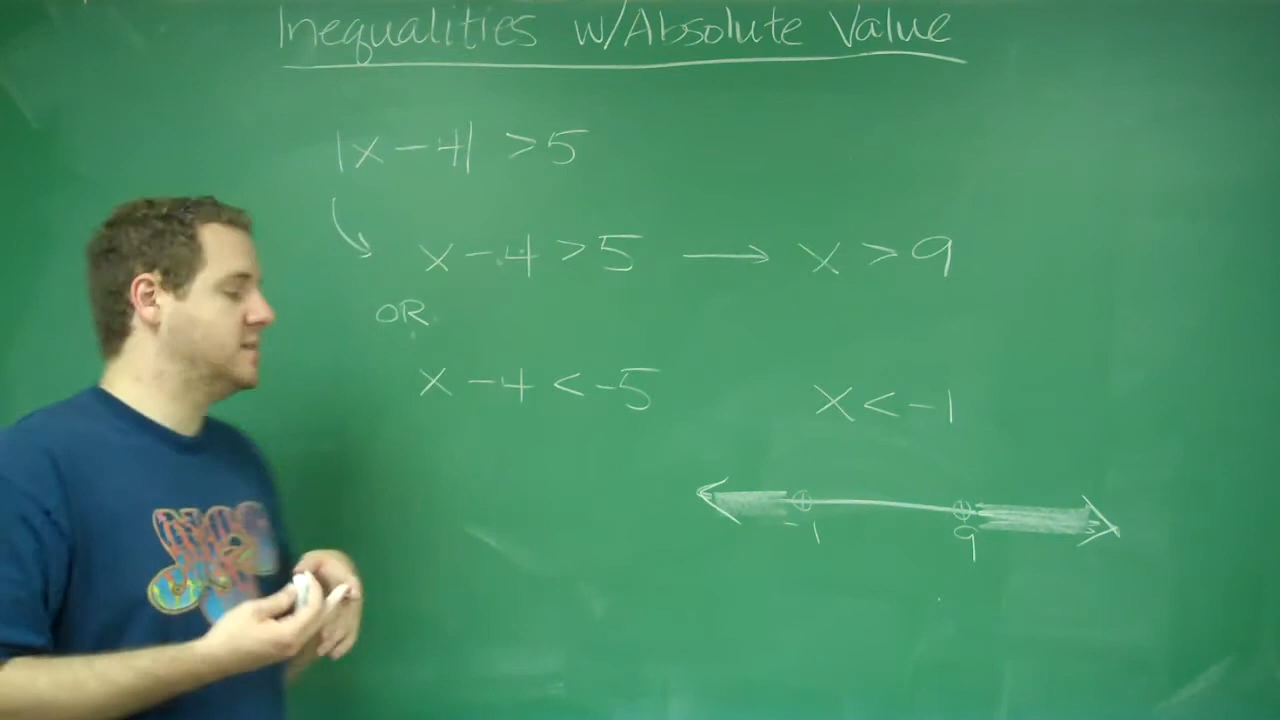 Inequalities w/Absolute Value
|x - 4| > 5
x - 4 > 5 → x > 9
OR
x - 4 < -5 x < -1
-1 9